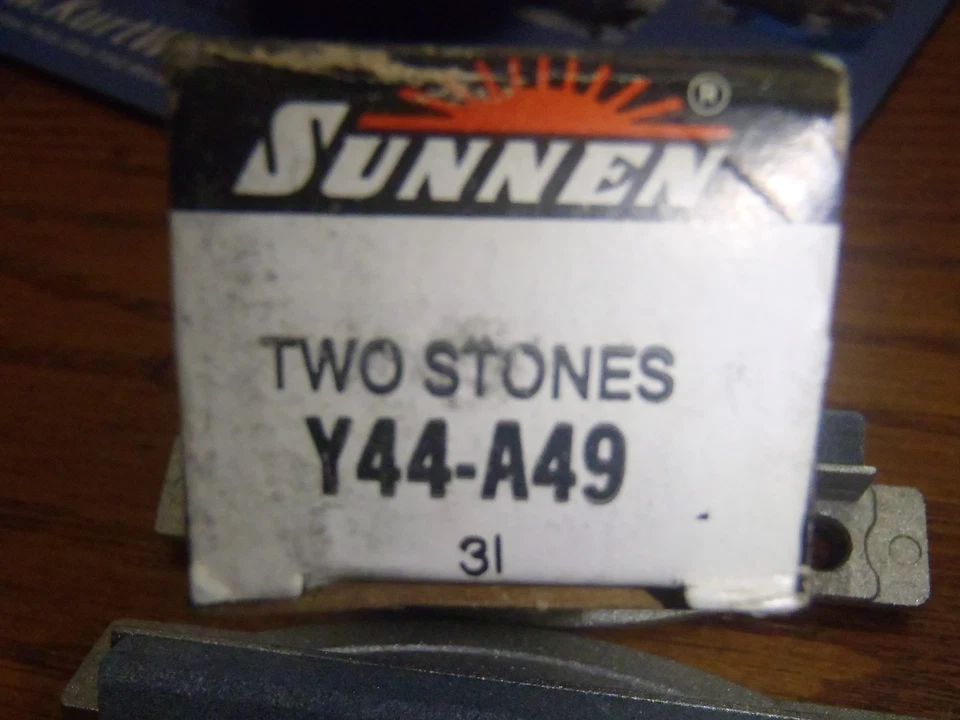 SUNNEN®
TWO STONES
Y44-A49
31